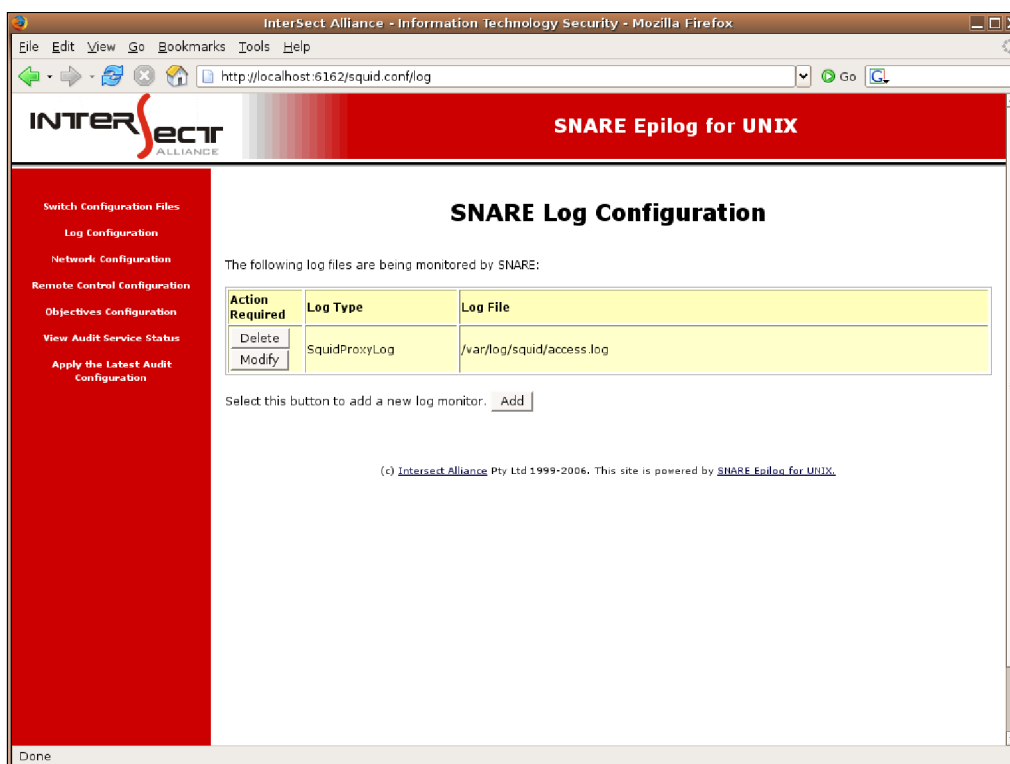 InterSect Alliance - Information Technology Security - Mozilla Firefox
File Edit View Go Bookmarks Tools Help
http://localhost:6162/squid.conf/log
Go
INTERSECT
ALLIANCE
SNARE Epilog for UNIX
Switch Configuration Files
Log Configuration
Network Configuration
Remote Control Configuration
Objectives Configuration
View Audit Service Status
Apply the Latest Audit
Configuration
SNARE Log Configuration
The following log files are being monitored by SNARE:
Action
Required
Log Type
Log File
Delete
Modify
SquidProxyLog
/var/log/squid/access.log
Select this button to add a new log monitor. Add
(c) Intersect Alliance Pty Ltd 1999-2006. This site is powered by SNARE Epilog for UNIX.
Done